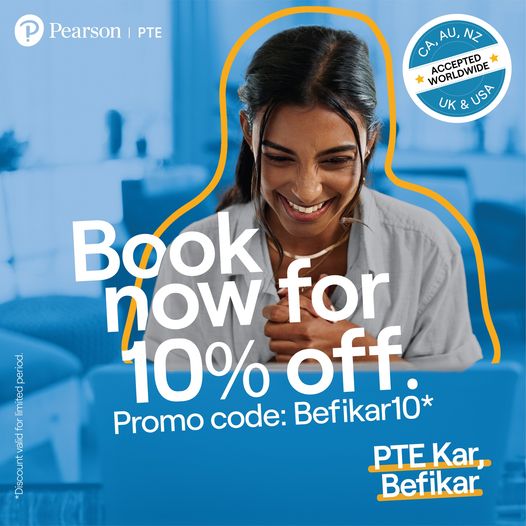 Pearson | PTE
CA, AU, NZ
ACCEPTED
WORLDWIDE
UK & USA
Book
now for
10% off.
Promo code: Befikar10*
PTE Kar,
Befikar
*Discount valid for limited period.